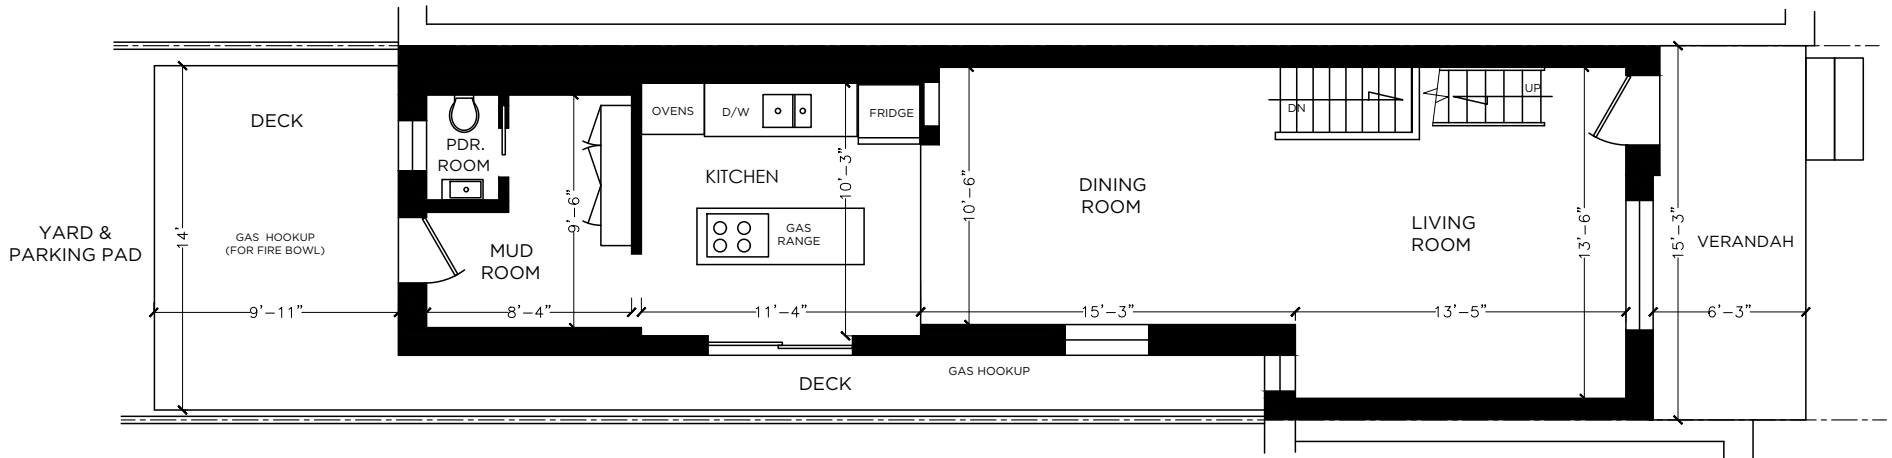 DECK
14'
GAS HOOKUP
(FOR FIRE BOWL)
YARD &
PARKING PAD
9'-11"
PDR.
ROOM
MUD
ROOM
9'-6"
8'-4"
OVENS
D/W
FRIDGE
KITCHEN
10'-3"
GAS
RANGE
11'-4"
DECK
GAS HOOKUP
10'-6"
DINING
ROOM
15'-3"
DN
UP
LIVING
ROOM
13'-6"
13'-5"
15'-3"
VERANDAH
6'-3"